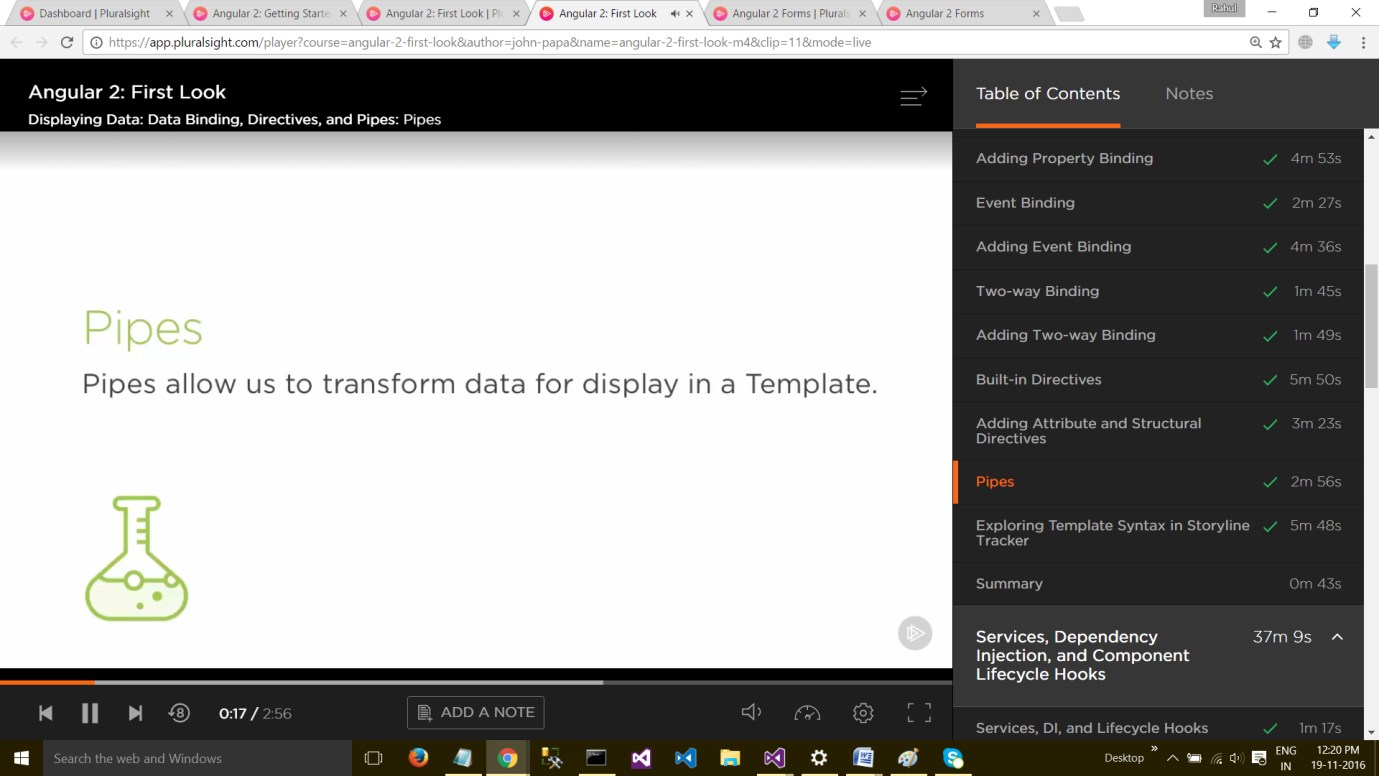 Dashboard | Pluralsight
Angular 2: Getting Starte
Angular 2: First Look | Plu
Angular 2: First Look
Angular 2 Forms | Plurals
Angular 2 Forms
Rahul
https://app.pluralsight.com/player?course=angular-2-first-look&author=john-papa&name=angular-2-first-look-m4&clip=11&mode=live
Angular 2: First Look
Displaying Data: Data Binding, Directives, and Pipes: Pipes
Table of Contents
Notes
Pipes
Pipes allow us to transform data for display in a Template.
Adding Property Binding 4m 53s
Event Binding 2m 27s
Adding Event Binding 4m 36s
Two-way Binding 1m 45s
Adding Two-way Binding 1m 49s
Built-in Directives 5m 50s
Adding Attribute and Structural 3m 23s
Directives
Pipes 2m 56s
Exploring Template Syntax in Storyline 5m 48s
Tracker
Summary 0m 43s
Services, Dependency 37m 9s
Injection, and Component
Lifecycle Hooks
Services, DI, and Lifecycle Hooks 1m 17s
8
0:17 / 2:56
ADD A NOTE
Search the web and Windows
Desktop
ENG
IN
12:20 PM
19-11-2016